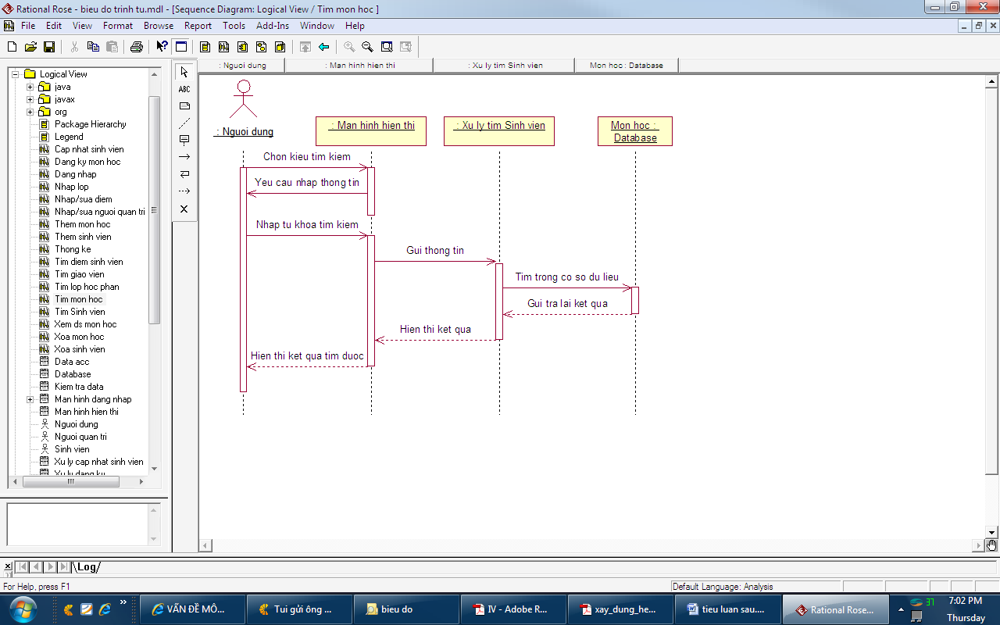 Rational Rose - bieu do trinh tu.mdl - [Sequence Diagram: Logical View / Tim mon hoc ]
File Edit View Format Browse Report Tools Add-Ins Window Help
: Nguoi dung : Man hinh hien thi : Xu ly tim Sinh vien Mon hoc : Database
Logical View
java
javax
org
Package Hierarchy
Legend
Cap nhat sinh vien
Dang ky mon hoc
Dang nhap
Nhap lop
Nhap/sua diem
Nhap/sua nguoi quan tri
Them mon hoc
Them sinh vien
Thong ke
Tim diem sinh vien
Tim giao vien
Tim lop hoc phan
Tim mon hoc
Tim Sinh vien
Xem ds mon hoc
Xoa mon hoc
Xoa sinh vien
Data acc
Database
Kiem tra data
Man hinh dang nhap
Man hinh hien thi
Nguoi dung
Nguoi quan tri
Sinh vien
Xu ly cap nhat sinh vien
Xu ly dang ky
ABC
: Nguoi dung
: Man hinh hien thi
: Xu ly tim Sinh vien
Mon hoc :
Database
Chon kieu tim kiem
Yeu cau nhap thong tin
Nhap tu khoa tim kiem
Gui thong tin
Tim trong co so du lieu
Gui tra lai ket qua
Hien thi ket qua
Hien thi ket qua tim duoc
\Log/
For Help, press F1
Default Language: Analysis
VẤN ĐỀ MÔ...
Tui gửi ông ...
bieu do
IV - Adobe R...
xay_dung_he...
tieu luan sau....
Rational Rose...
37
7:02 PM
Thursday